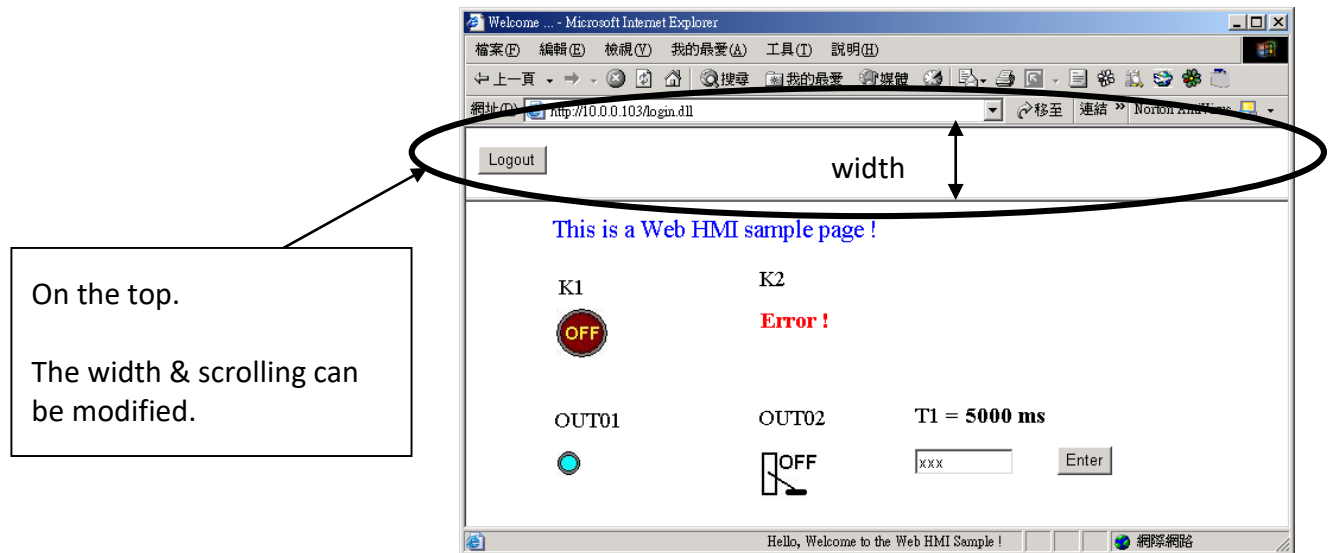 Welcome ... - Microsoft Internet Explorer
檔案(F) 編輯(E) 檢視(V) 我的最愛(A) 工具(T) 說明(H)
上一頁 搜尋 我的最愛 媒體
網址(D) http://10.0.0.103/login.dll 移至 連結 » Norton AntiVirus
Logout
width
This is a Web HMI sample page !
On the top.
The width & scrolling can
be modified.
K1 K2
OFF Error !
OUT01 OUT02 T1 = 5000 ms
OFF xxx Enter
Hello, Welcome to the Web HMI Sample ! 網際網路